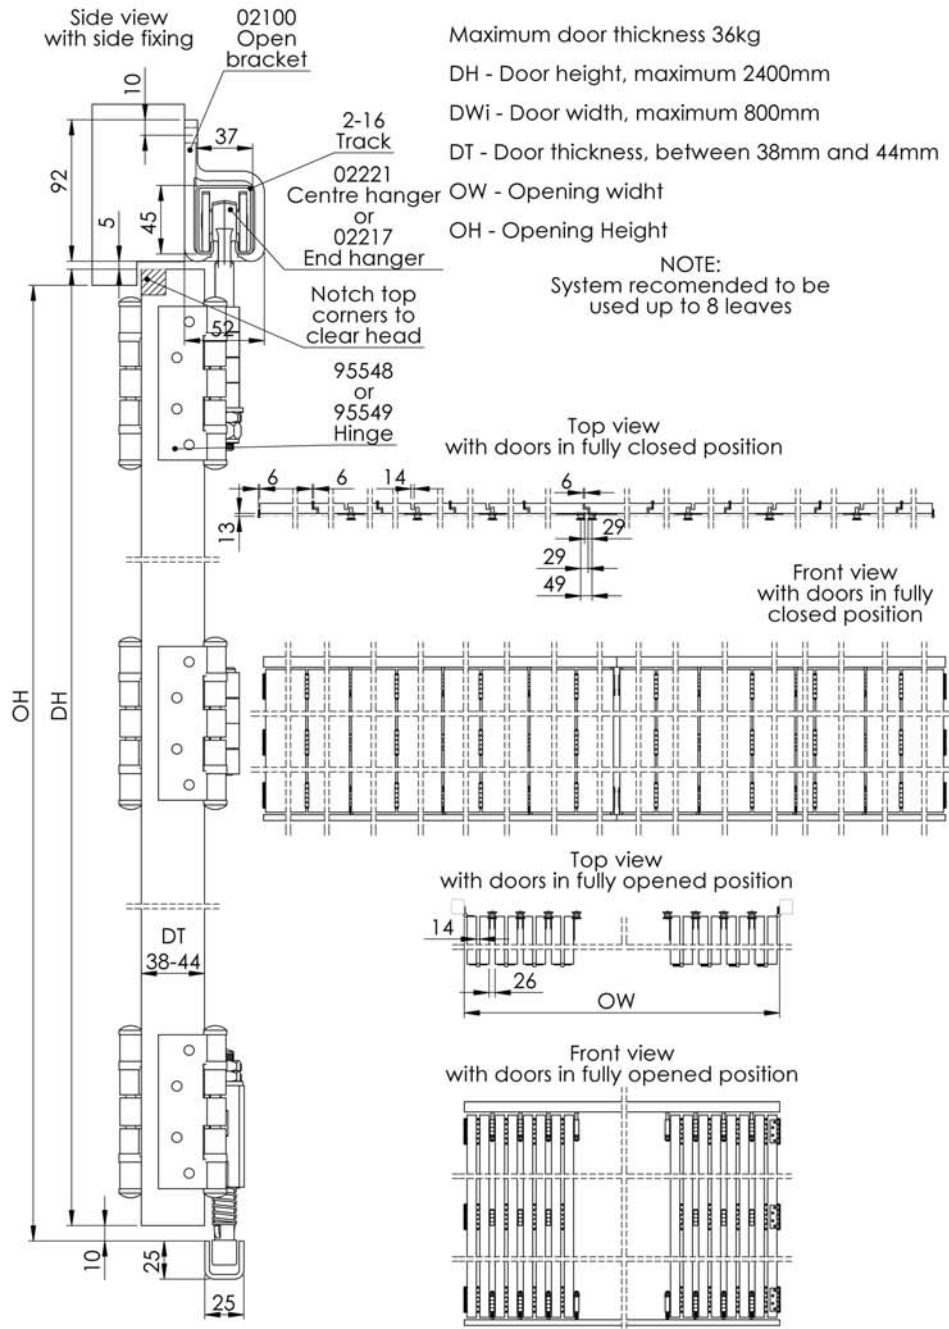 Side view
with side fixing
02100
Open
bracket
Maximum door thickness 36kg
DH - Door height, maximum 2400mm
DWi - Door width, maximum 800mm
DT - Door thickness, between 38mm and 44mm
OW - Opening widht
OH - Opening Height
NOTE:
System recomended to be
used up to 8 leaves
10
37
2-16
Track
92
02221
Centre hanger
or
02217
End hanger
45
5
Notch top
corners to
clear head
52
95548
or
95549
Hinge
Top view
with doors in fully closed position
6
6
14
6
13
29
29
49
Front view
with doors in fully
closed position
OH
DH
Top view
with doors in fully opened position
14
26
OW
DT
38-44
Front view
with doors in fully opened position
10
25
25